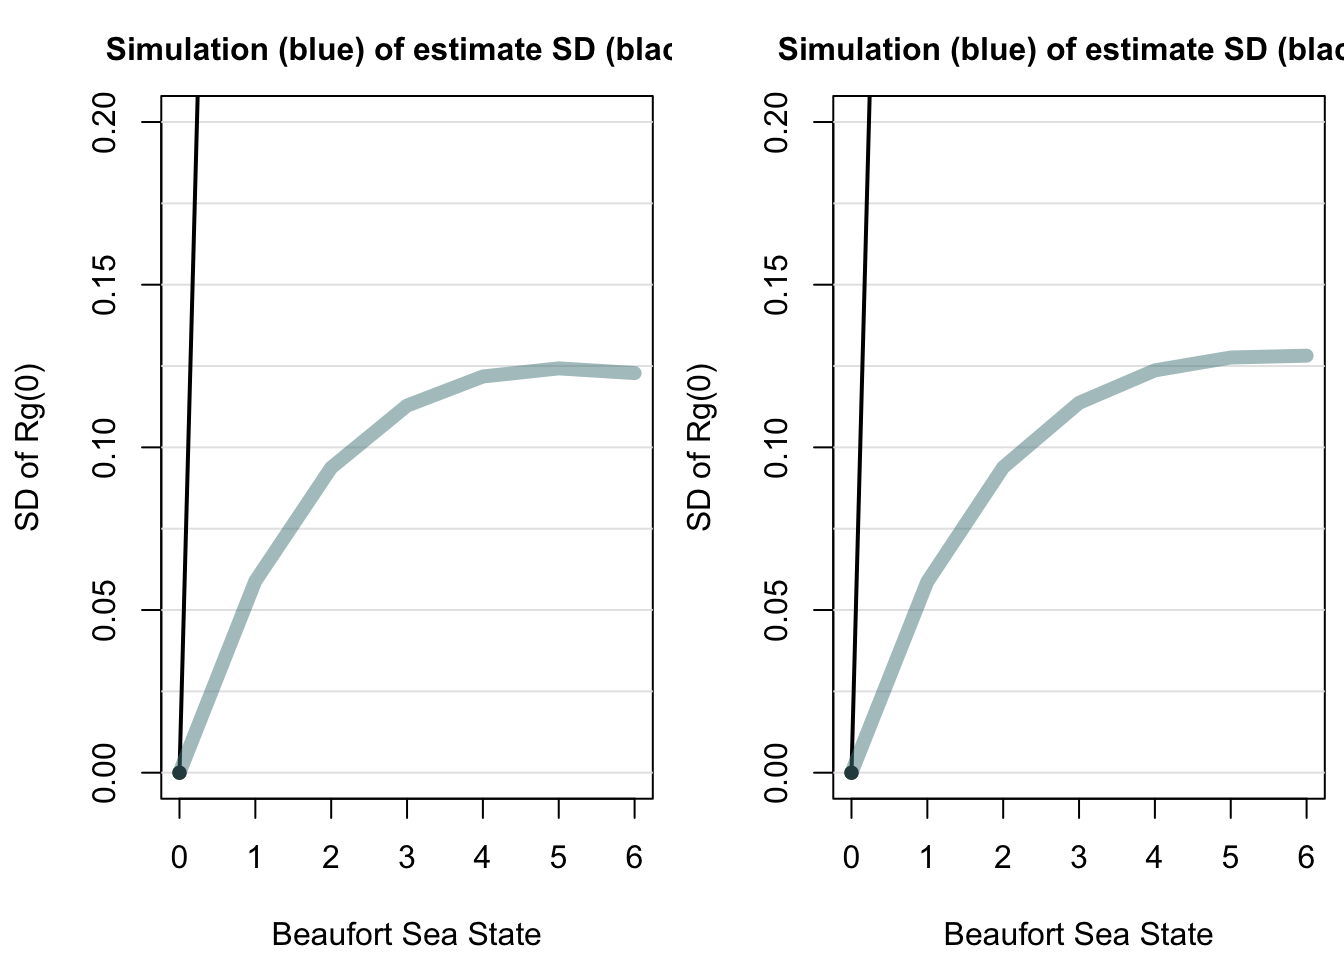 Simulation (blue) of estimate SD (blac
SD of Rg(0)
0.20
0.15
0.10
0.05
0.00
0 1 2 3 4 5 6
Beaufort Sea State
Simulation (blue) of estimate SD (blac
SD of Rg(0)
0.20
0.15
0.10
0.05
0.00
0 1 2 3 4 5 6
Beaufort Sea State